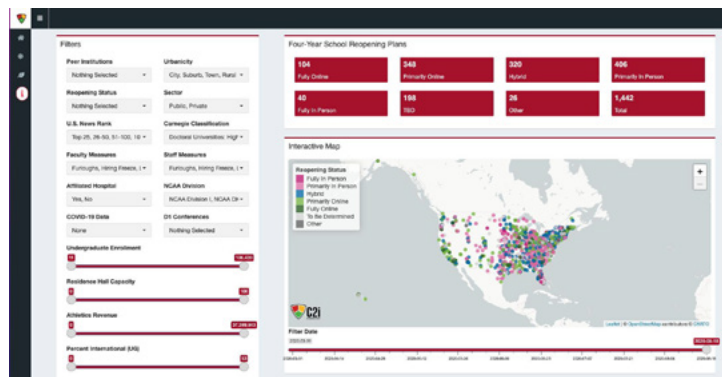 Filters
Peer Institutions
Urbanicity
Nothing Selected
City, Suburb, Town, Rural
Reopening Status
Sector
Nothing Selected
Public, Private
U.S. News Rank
Carnegie Classification
Top 25, 26-50, 51-100, 10
Doctoral Universities: High
Faculty Measures
Staff Measures
Furloughs, Hiring Freeze, L
Furloughs, Hiring Freeze, L
Affiliated Hospital
NCAA Division
Yes, No
NCAA Division I, NCAA Di
COVID-19 Data
D1 Conferences
None
Nothing Selected
Undergraduate Enrollment
Residence Hall Capacity
Athletics Revenue
Percent International (UG)
Four-Year School Reopening Plans
104
Fully Online
348
Primarily Online
320
Hybrid
406
Primarily In Person
40
Fully In Person
198
TBD
26
Other
1,442
Total
Interactive Map
Reopening Status
Fully In Person
Primarily In Person
Hybrid
Primarily Online
Fully Online
To be Determined
Other
+
−
C2i
Leaflet | © OpenStreetMap contributors © CARTO
Filter Date